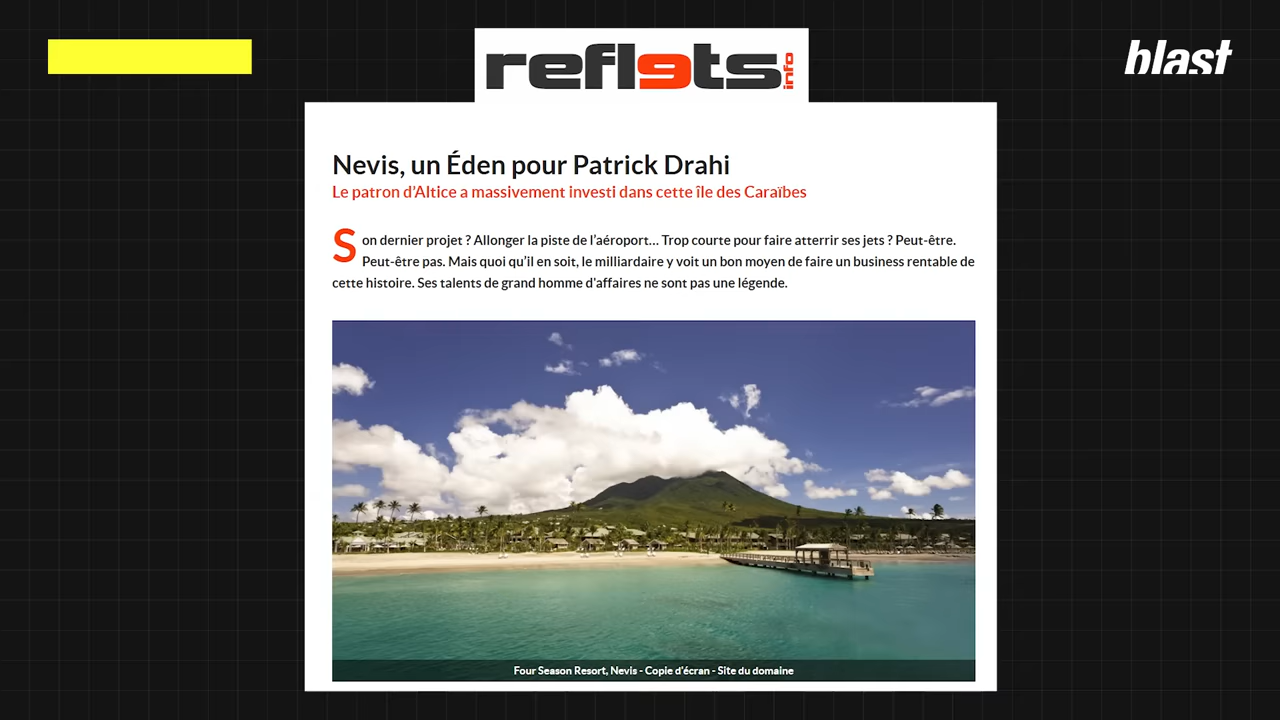 reflets info
blast
Nevis, un Éden pour Patrick Drahi
Le patron d'Altice a massivement investi dans cette île des Caraïbes
Son dernier projet ? Allonger la piste de l'aéroport... Trop courte pour faire atterrir ses jets ? Peut-être.
Peut-être pas. Mais quoi qu'il en soit, le milliardaire y voit un bon moyen de faire un business rentable de
cette histoire. Ses talents de grand homme d'affaires ne sont pas une légende.
Four Season Resort, Nevis - Copie d'écran - Site du domaine